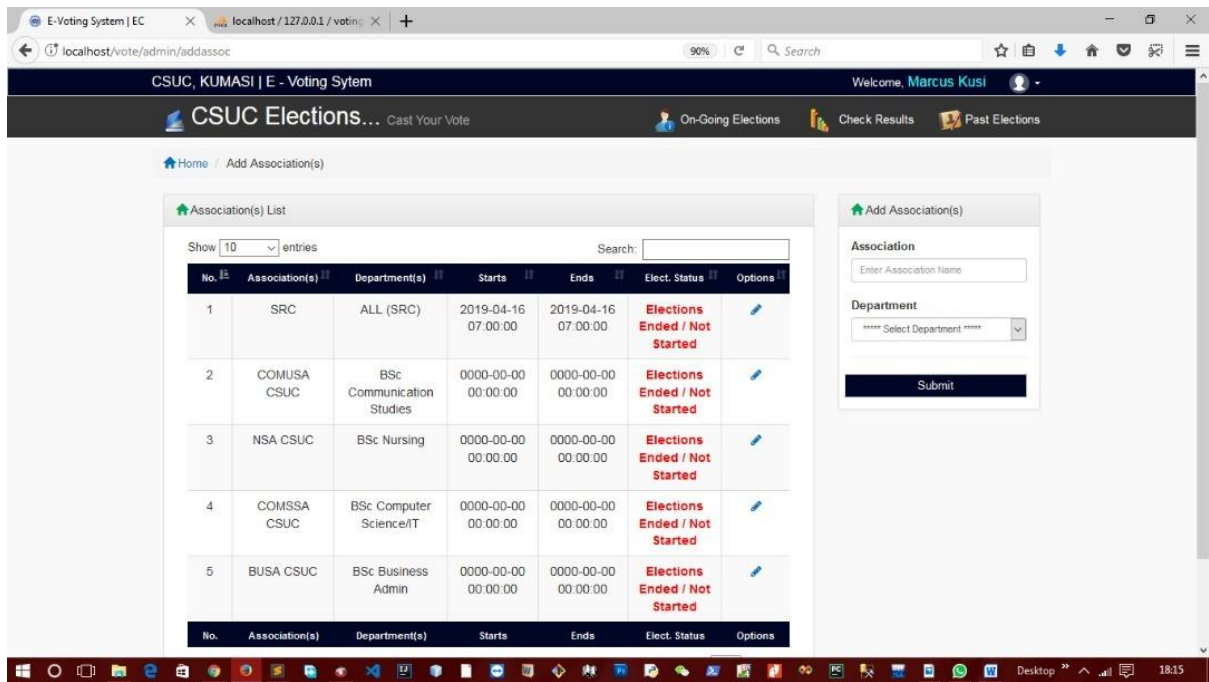 E-Voting System | EC
localhost / 127.0.0.1 / voting
localhost/vote/admin/addassoc
90%
Search
CSUC, KUMASI | E - Voting Sytem
Welcome, Marcus Kusi
CSUC Elections... Cast Your Vote
On-Going Elections
Check Results
Past Elections
Home / Add Association(s)
Association(s) List
Show 10 entries
Search:
No. Association(s) Department(s) Starts Ends Elect. Status Options
1 SRC ALL (SRC) 2019-04-16 2019-04-16 Elections
07:00:00 07:00:00 Ended / Not
Started
2 COMUSA BSc 0000-00-00 0000-00-00 Elections
CSUC Communication 00:00:00 00:00:00 Ended / Not
Studies Started
3 NSA CSUC BSc Nursing 0000-00-00 0000-00-00 Elections
00:00:00 00:00:00 Ended / Not
Started
4 COMSSA BSc Computer 0000-00-00 0000-00-00 Elections
CSUC Science/IT 00:00:00 00:00:00 Ended / Not
Started
5 BUSA CSUC BSc Business 0000-00-00 0000-00-00 Elections
Admin 00:00:00 00:00:00 Ended / Not
Started
No. Association(s) Department(s) Starts Ends Elect. Status Options
Add Association(s)
Association
Enter Association Name
Department
***** Select Department *****
Submit
Desktop
18:15